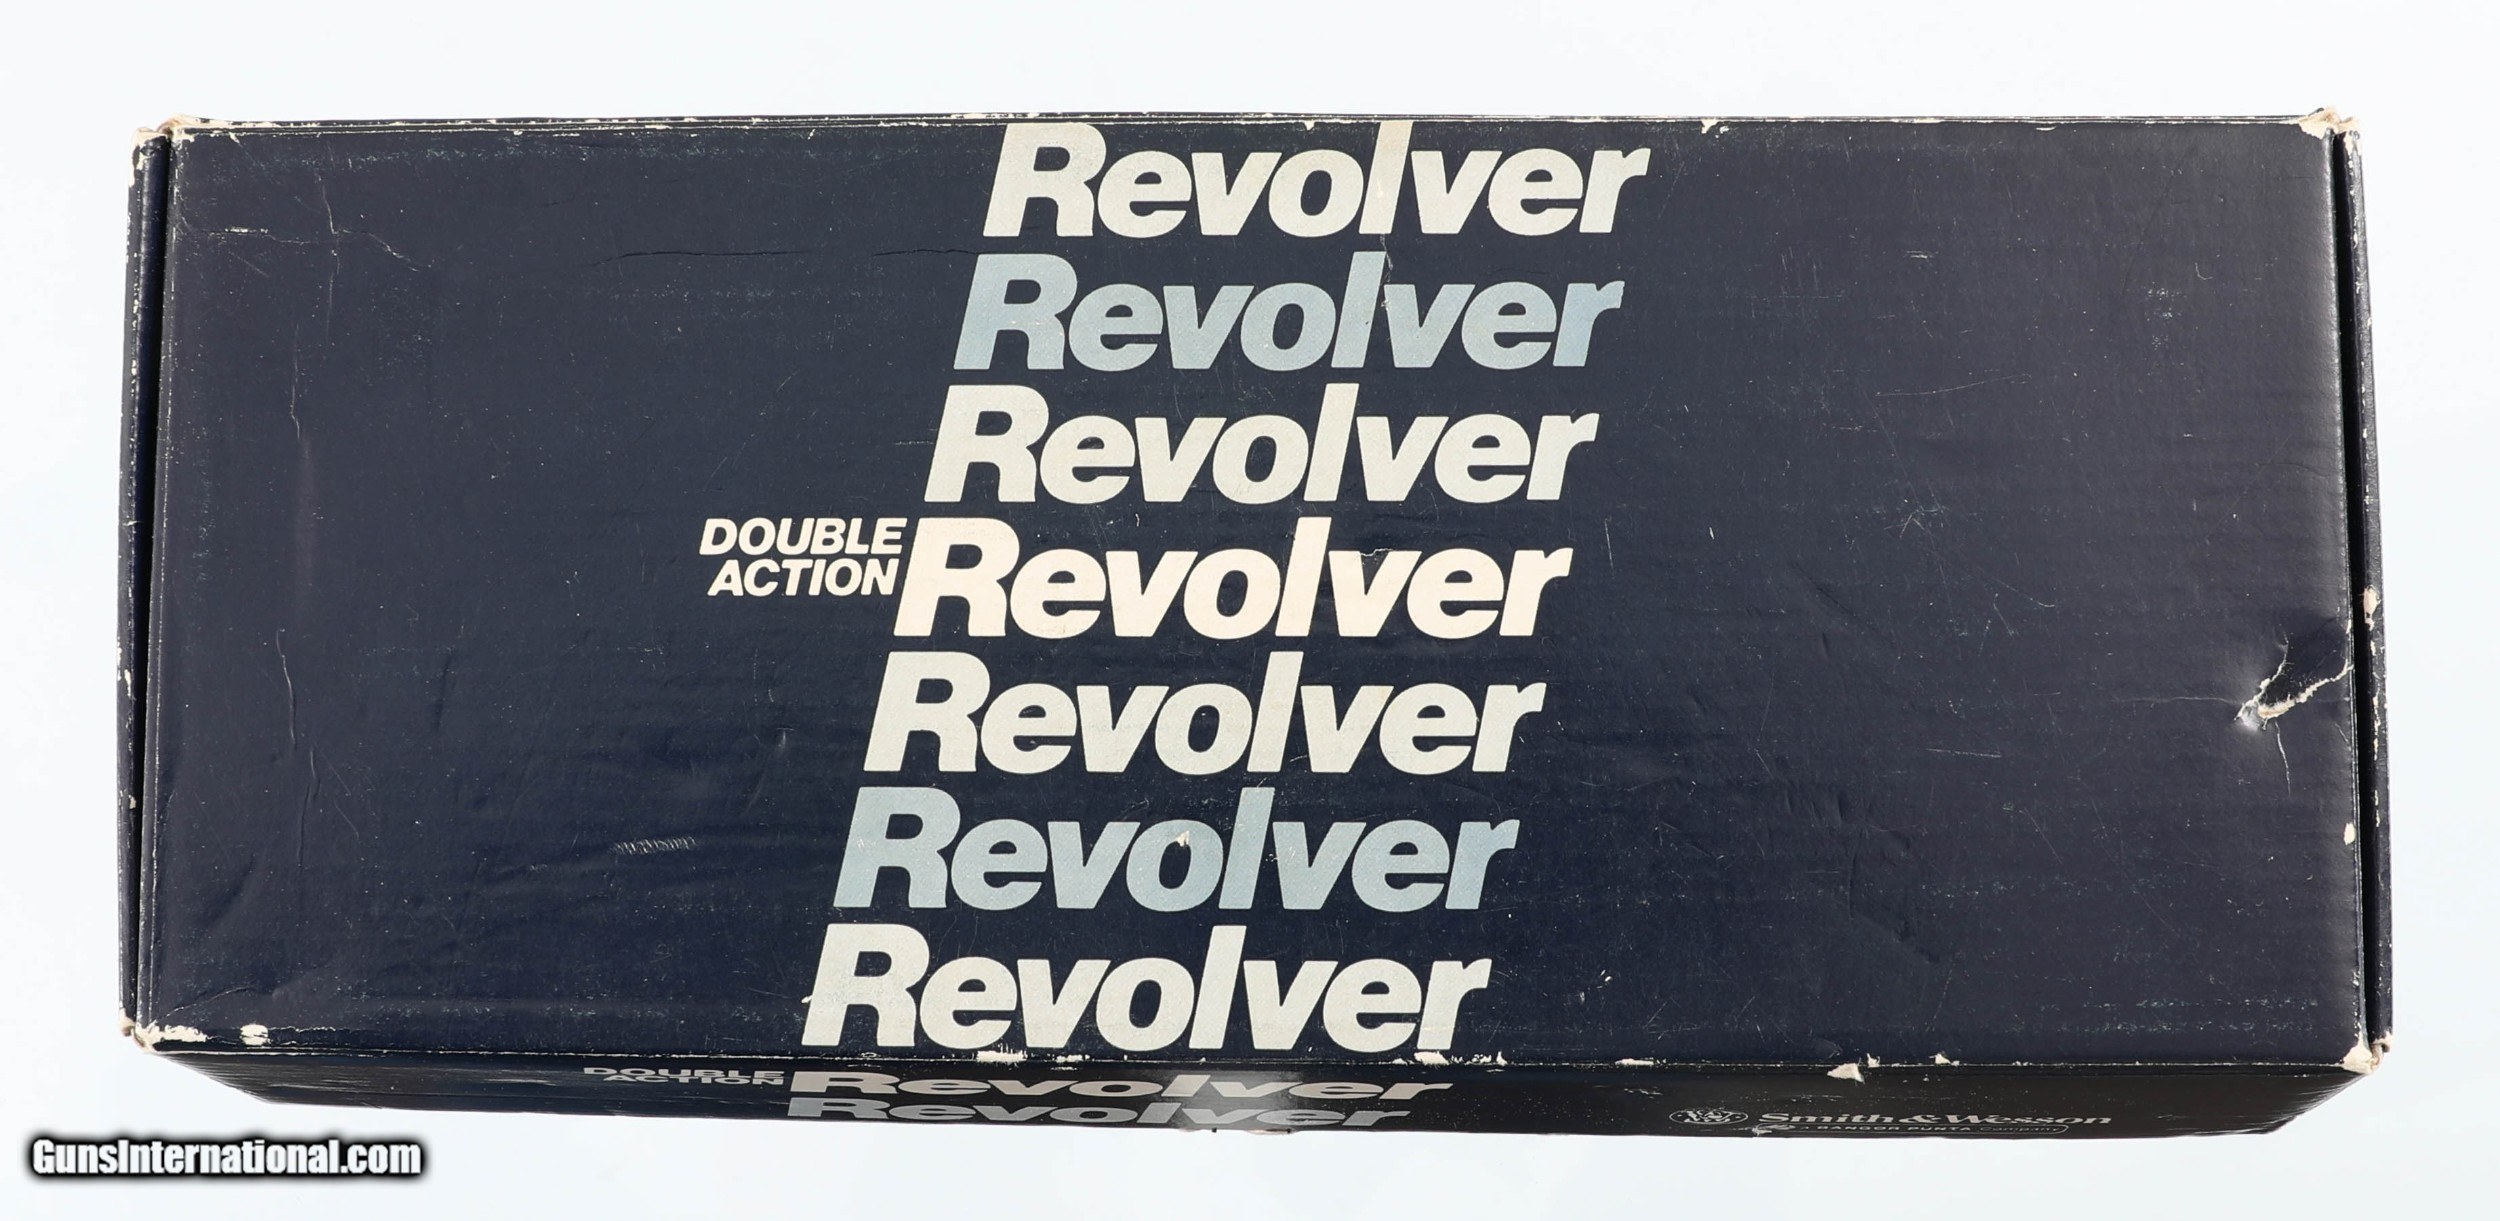 Revolver
Revolver
Revolver
DOUBLE
ACTION
Revolver
Revolver
Revolver
Revolver
DOUBLE
ACTION
Revolver
Revolver
Smith & Wesson
A BANGOR PUNTA Company
GunsInternational.com